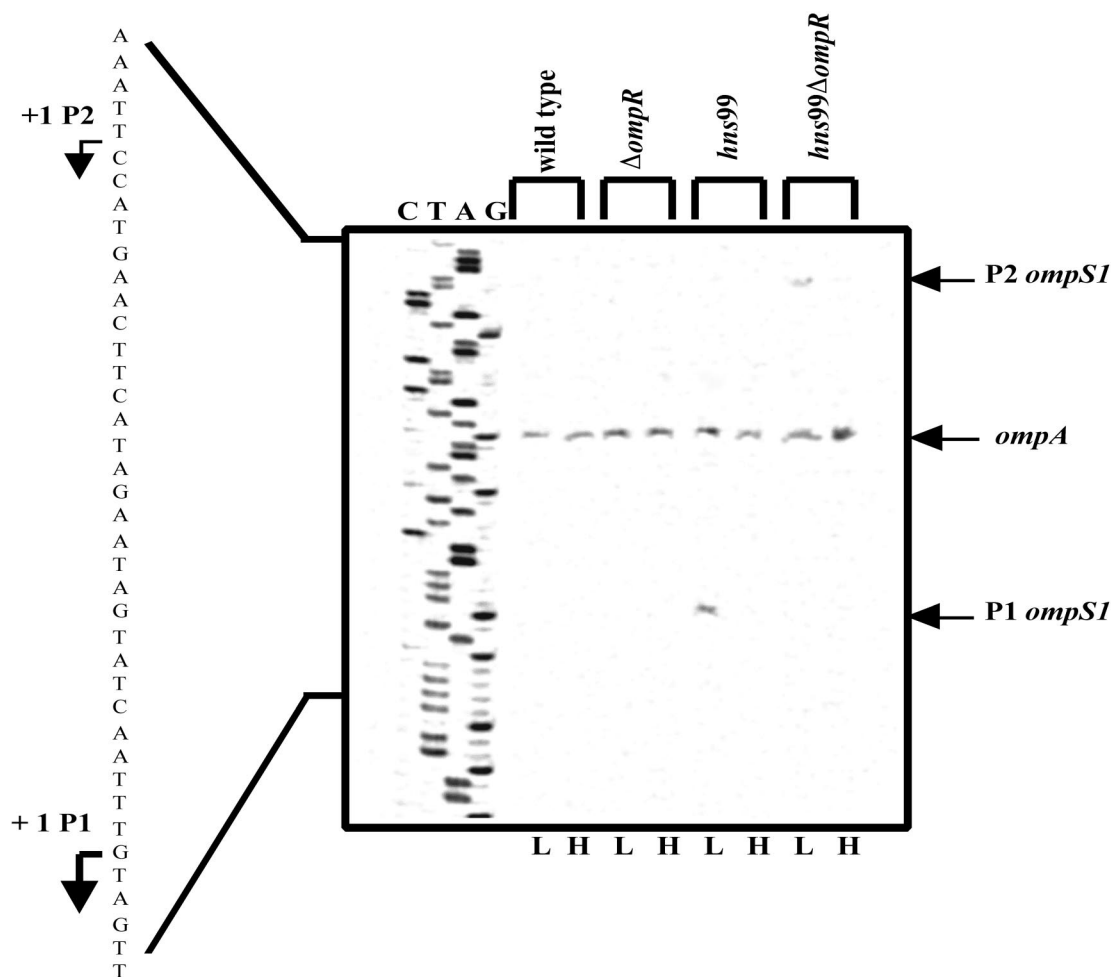 A A A T T C C A T G A A C T T C A T A G A A T A G T A T C A A T T T G T A G T T
+1 P2
+ 1 P1
wild type
ΔompR
hns99
hns99ΔompR
C T A G
P2 ompS1
ompA
P1 ompS1
L H L H L H L H